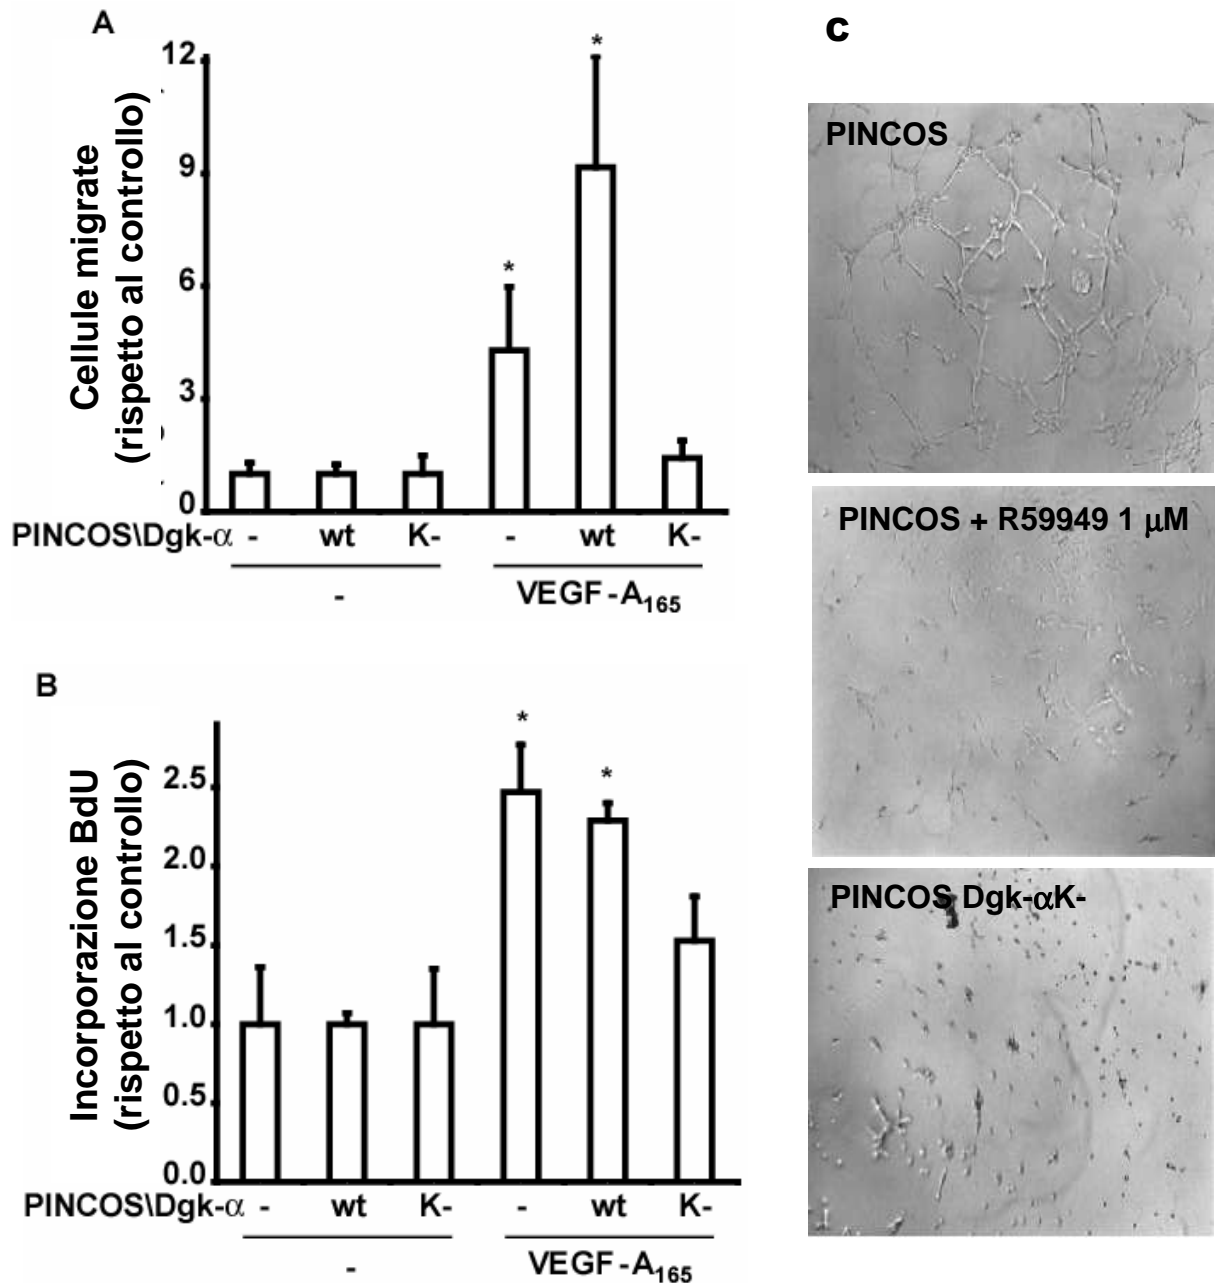 A
Cellule migrate
(rispetto al controllo)
12
9
6
3
0
* *
PINCOS\Dgk-α - wt K- - wt K-
- VEGF-A165
B
Incorporazione BdU
(rispetto al controllo)
2.5
2.0
1.5
1.0
0.5
0.0
* *
PINCOS\Dgk-α - wt K- - wt K-
- VEGF-A165
C
PINCOS
PINCOS + R59949 1 μM
PINCOS Dgk-αK-